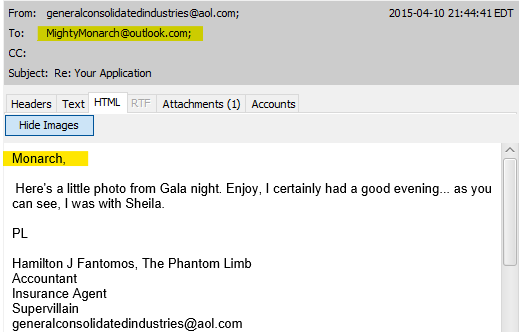 From: generalconsolidatedindustries@aol.com; 2015-04-10 21:44:41 EDT
To: MightyMonarch@outlook.com;
CC:
Subject: Re: Your Application
Headers Text HTML RTF Attachments (1) Accounts
Hide Images
Monarch,
Here's a little photo from Gala night. Enjoy, I certainly had a good evening... as you
can see, I was with Sheila.
PL
Hamilton J Fantomos, The Phantom Limb
Accountant
Insurance Agent
Supervillain
generalconsolidatedindustries@aol.com